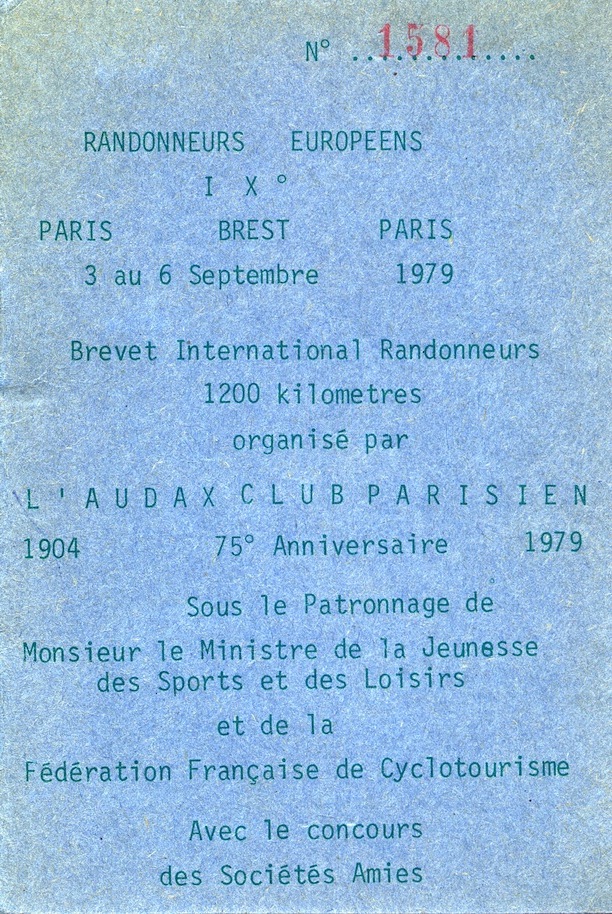 N° 1581
RANDONNEURS EUROPEENS
I X°
PARIS BREST PARIS
3 au 6 Septembre 1979
Brevet International Randonneurs
1200 kilometres
organisé par
L'AUDAX CLUB PARISIEN
1904 75° Anniversaire 1979
Sous le Patronnage de
Monsieur le Ministre de la Jeunesse
des Sports et des Loisirs
et de la
Fédération Française de Cyclotourisme
Avec le concours
des Sociétés Amies